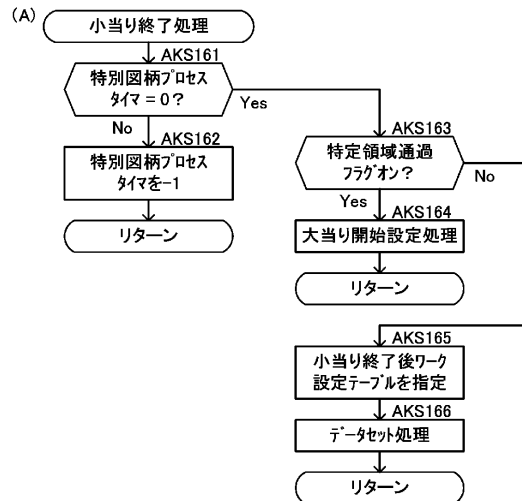 (A)
小当り終了処理
AKS161
特別図柄プロセス
タイマ＝0？
Yes
No
AKS162
特別図柄プロセス
タイマを-1
リターン
AKS163
特定領域通過
フラグオン？
No
Yes
AKS164
大当り開始設定処理
リターン
AKS165
小当り終了後ワーク
設定テーブルを指定
AKS166
データセット処理
リターン